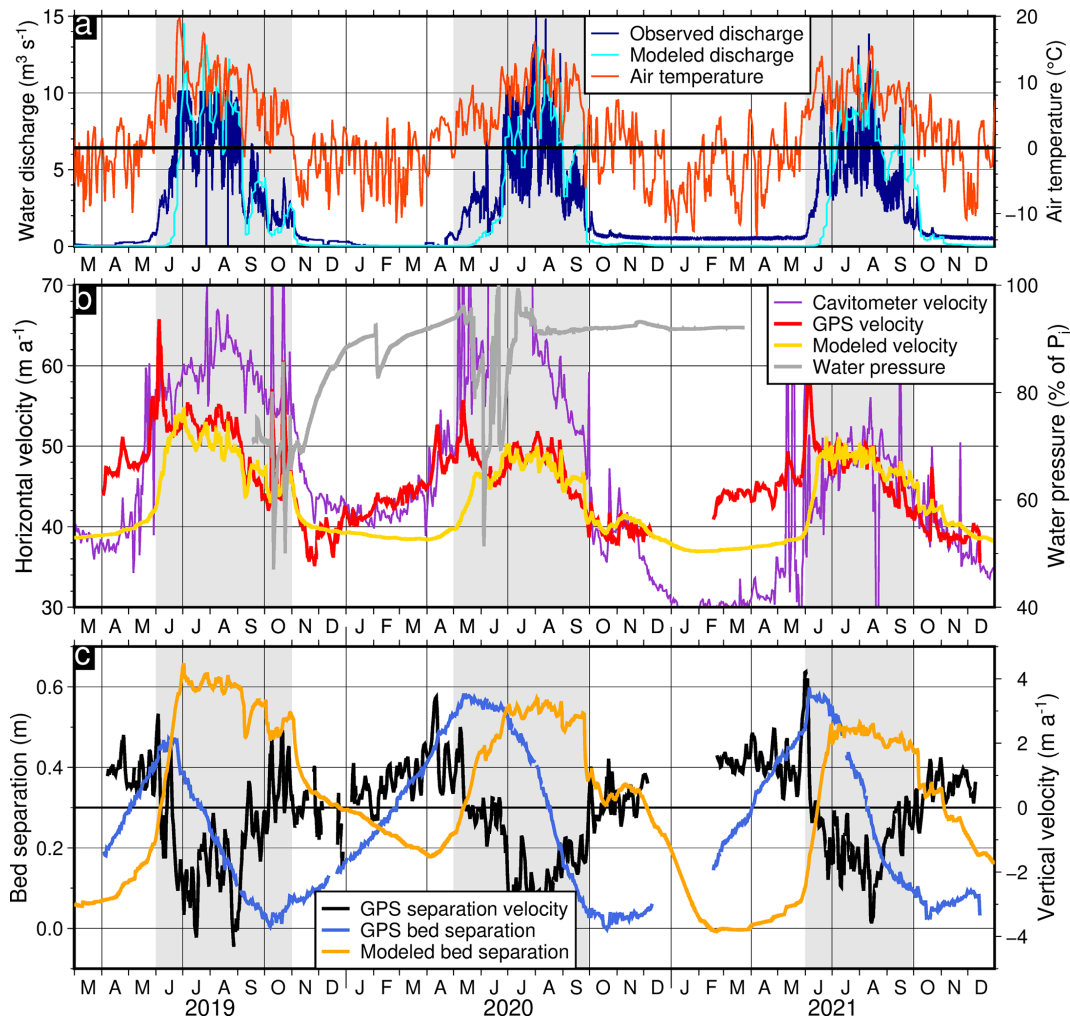 a
Water discharge (m³ s⁻¹)
15
10
5
0
Observed discharge
Modeled discharge
Air temperature
20
10
0
−10
Air temperature (°C)
M A M J J A S O N D J F M A M J J A S O N D J F M A M J J A S O N D
b
Horizontal velocity (m a⁻¹)
70
60
50
40
30
Cavitometer velocity
GPS velocity
Modeled velocity
Water pressure
100
80
60
40
Water pressure (% of Pᵢ)
M A M J J A S O N D J F M A M J J A S O N D J F M A M J J A S O N D
c
Bed separation (m)
0.6
0.4
0.2
0.0
GPS separation velocity
GPS bed separation
Modeled bed separation
4
2
0
−2
−4
Vertical velocity (m a⁻¹)
M A M J J A S O N D J F M A M J J A S O N D J F M A M J J A S O N D
2019 2020 2021